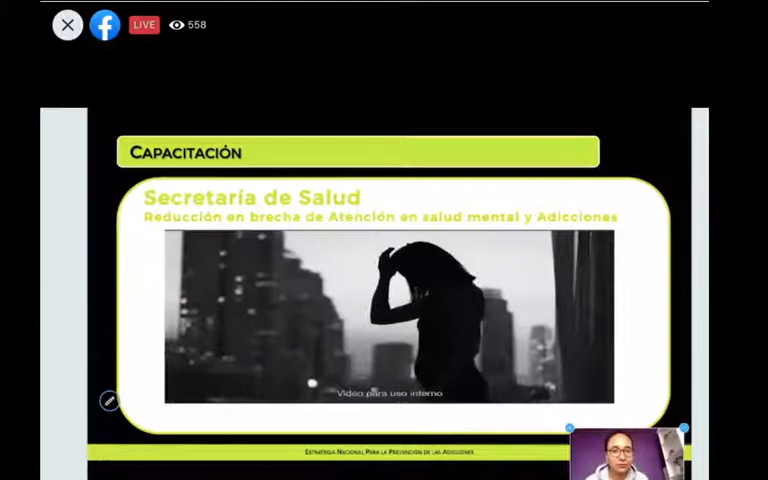 LIVE 558
CAPACITACIÓN
Secretaría de Salud
Reducción en brecha de Atención en salud mental y Adicciones
Video para uso interno
ESTRATEGIA NACIONAL PARA LA PREVENCIÓN DE LAS ADICCIONES